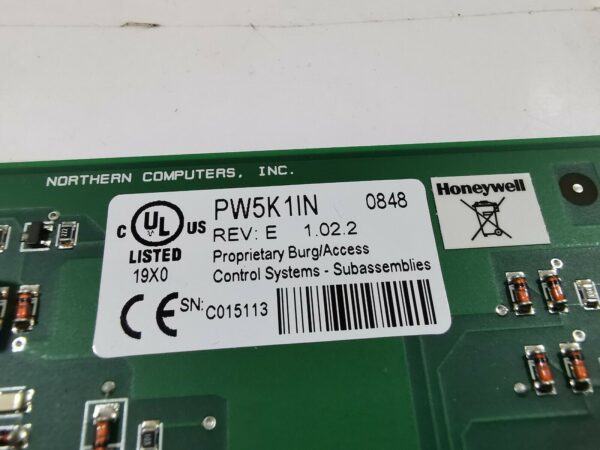 NORTHERN COMPUTERS, INC.
C UL US
LISTED
19X0
PW5K1IN 0848
REV: E 1.02.2
Proprietary Burg/Access
Control Systems - Subassemblies
CE SN: C015113
Honeywell